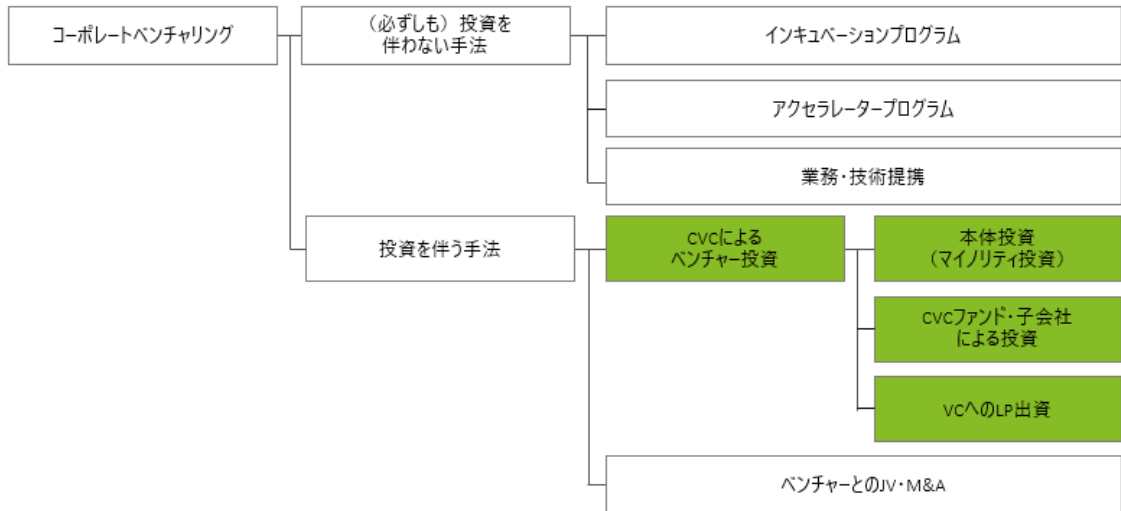 コーポレートベンチャリング
（必ずしも）投資を
伴わない手法
インキュベーションプログラム
アクセラレータープログラム
業務・技術提携
投資を伴う手法
CVCによる
ベンチャー投資
本体投資
（マイノリティ投資）
CVCファンド・子会社
による投資
VCへのLP出資
ベンチャーとのJV・M&A